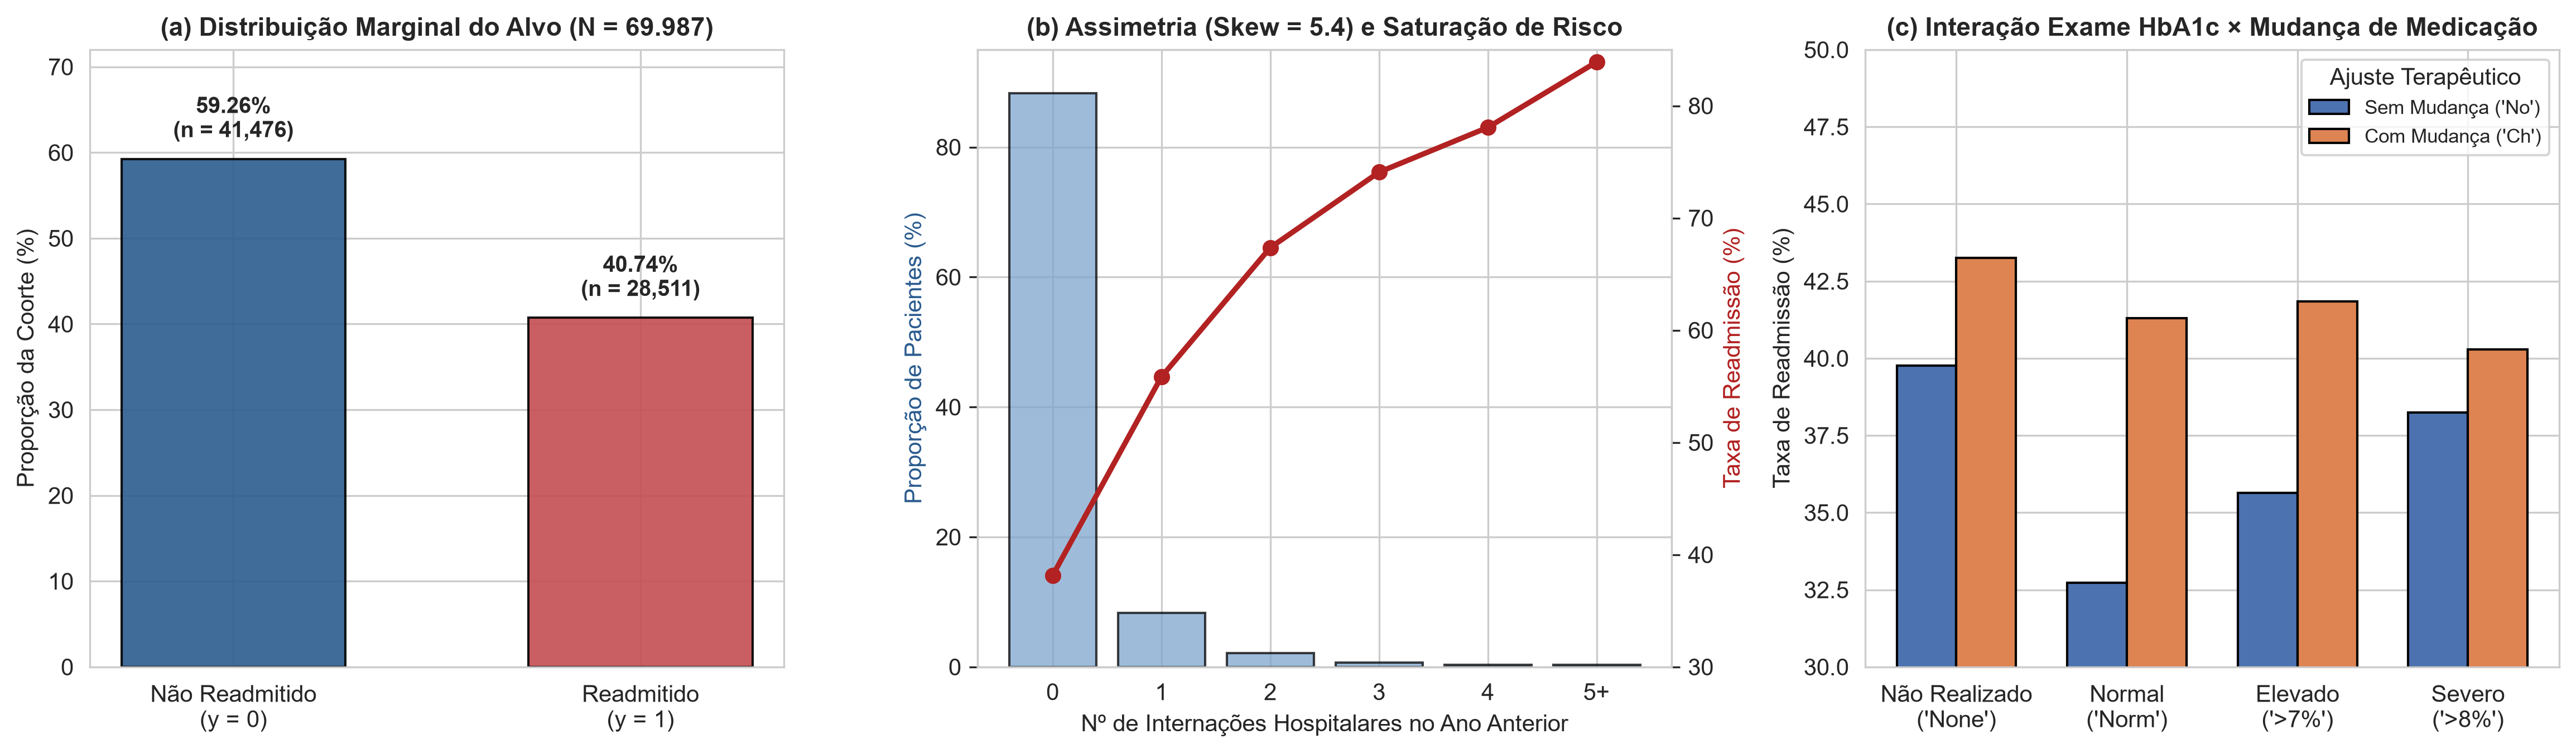 (a) Distribuição Marginal do Alvo (N = 69.987)
Proporção da Coorte (%)
70
60
50
40
30
20
10
0
59.26%
(n = 41,476)
40.74%
(n = 28,511)
Não Readmitido
(y = 0)
Readmitido
(y = 1)
(b) Assimetria (Skew = 5.4) e Saturação de Risco
Proporção de Pacientes (%)
80
60
40
20
0
0
1
2
3
4
5+
Nº de Internações Hospitalares no Ano Anterior
80
70
60
50
40
30
Taxa de Readmissão (%)
(c) Interação Exame HbA1c × Mudança de Medicação
Taxa de Readmissão (%)
50.0
47.5
45.0
42.5
40.0
37.5
35.0
32.5
30.0
Ajuste Terapêutico
Sem Mudança ('No')
Com Mudança ('Ch')
Não Realizado
('None')
Normal
('Norm')
Elevado
('>7%')
Severo
('>8%')